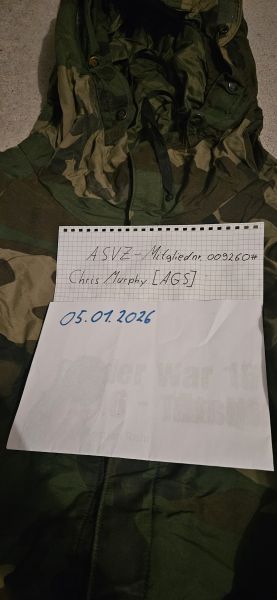 ASVZ-Mitgliednr. 009260#
Chris Murphy [AGS]
05.01.2026